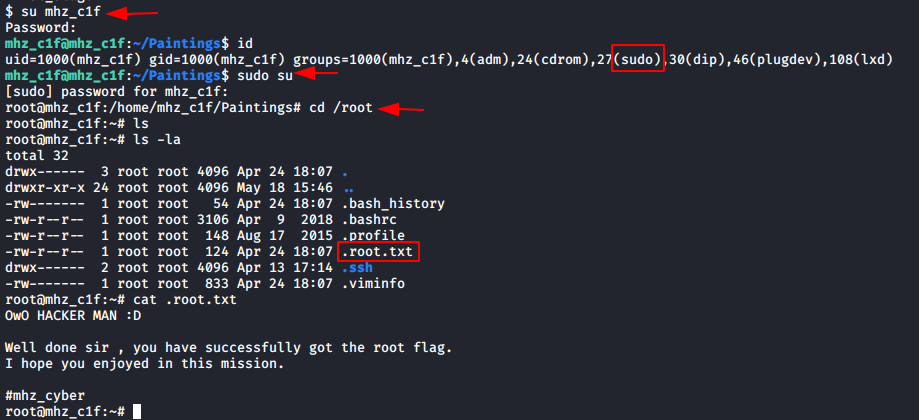 $ su mhz_c1f
Password:
mhz_c1f@mhz_c1f:~/Paintings$ id
uid=1000(mhz_c1f) gid=1000(mhz_c1f) groups=1000(mhz_c1f),4(adm),24(cdrom),27(sudo),30(dip),46(plugdev),108(lxd)
mhz_c1f@mhz_c1f:~/Paintings$ sudo su
[sudo] password for mhz_c1f:
root@mhz_c1f:/home/mhz_c1f/Paintings# cd /root
root@mhz_c1f:~# ls
root@mhz_c1f:~# ls -la
total 32
drwx------  3 root root 4096 Apr 24 18:07 .
drwxr-xr-x 24 root root 4096 May 18 15:46 ..
-rw-------  1 root root   54 Apr 24 18:07 .bash_history
-rw-r--r--  1 root root 3106 Apr  9  2018 .bashrc
-rw-r--r--  1 root root  148 Aug 17  2015 .profile
-rw-r--r--  1 root root  124 Apr 24 18:07 .root.txt
drwx------  2 root root 4096 Apr 13 17:14 .ssh
-rw-------  1 root root  833 Apr 24 18:07 .viminfo
root@mhz_c1f:~# cat .root.txt
OwO HACKER MAN :D

Well done sir , you have successfully got the root flag.
I hope you enjoyed in this mission.

#mhz_cyber
root@mhz_c1f:~#